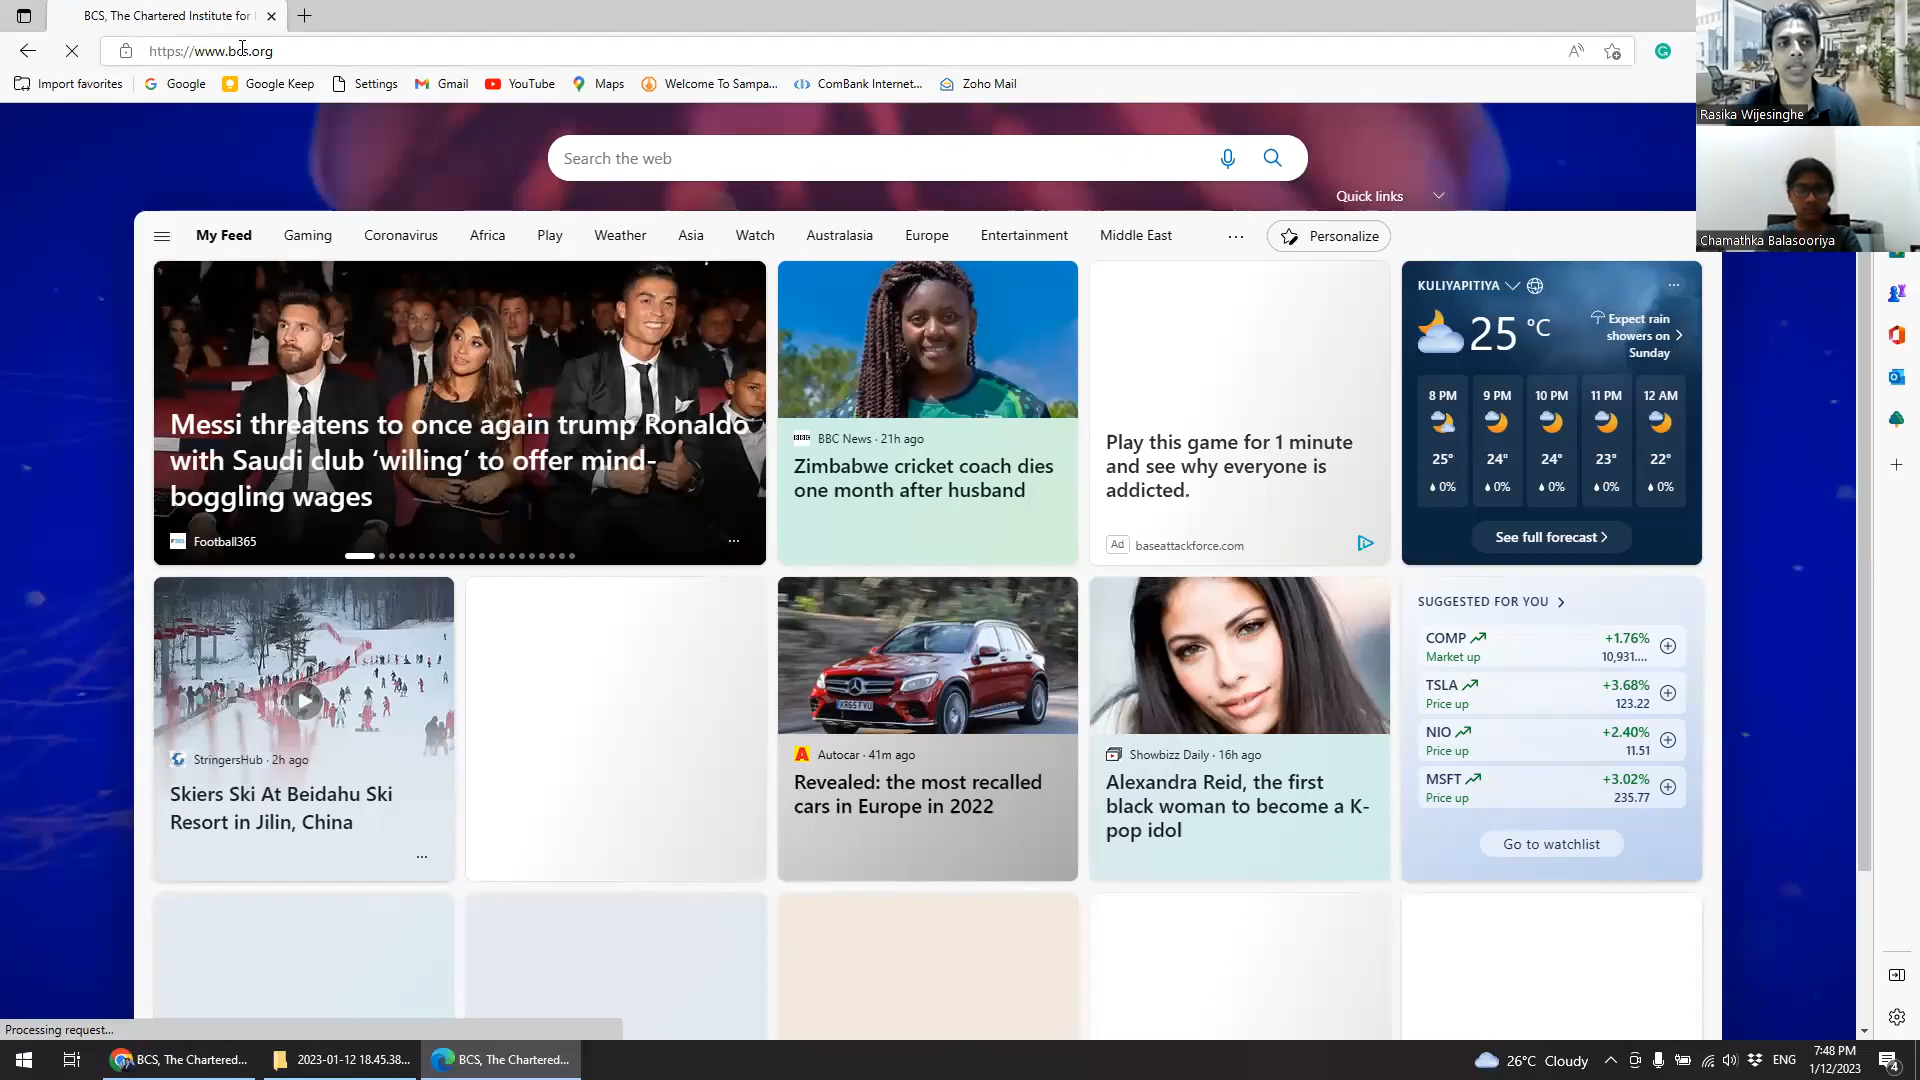 BCS, The Chartered Institute for
https://www.bcs.org
Import favorites
Google
Google Keep
Settings
Gmail
YouTube
Maps
Welcome To Sampa...
ComBank Internet...
Zoho Mail
Rasika Wijesinghe
Chamathka Balasooriya
Search the web
Quick links
My Feed
Gaming
Coronavirus
Africa
Play
Weather
Asia
Watch
Australasia
Europe
Entertainment
Middle East
Personalize
Messi threatens to once again trump Ronaldo
with Saudi club ‘willing’ to offer mind-
boggling wages
Football365
BBC News · 21h ago
Zimbabwe cricket coach dies
one month after husband
Play this game for 1 minute
and see why everyone is
addicted.
Ad baseattackforce.com
KULIYAPITIYA
25 °C
Expect rain
showers on
Sunday
8 PM 9 PM 10 PM 11 PM 12 AM
25° 24° 24° 23° 22°
0% 0% 0% 0% 0%
See full forecast
StringersHub · 2h ago
Skiers Ski At Beidahu Ski
Resort in Jilin, China
KR65FVU
Autocar · 41m ago
Revealed: the most recalled
cars in Europe in 2022
Showbizz Daily · 16h ago
Alexandra Reid, the first
black woman to become a K-
pop idol
SUGGESTED FOR YOU
COMP +1.76%
Market up 10,931....
TSLA +3.68%
Price up 123.22
NIO +2.40%
Price up 11.51
MSFT +3.02%
Price up 235.77
Go to watchlist
Processing request...
BCS, The Chartered...
2023-01-12 18.45.38...
BCS, The Chartered...
26°C Cloudy
ENG
7:48 PM
1/12/2023
4